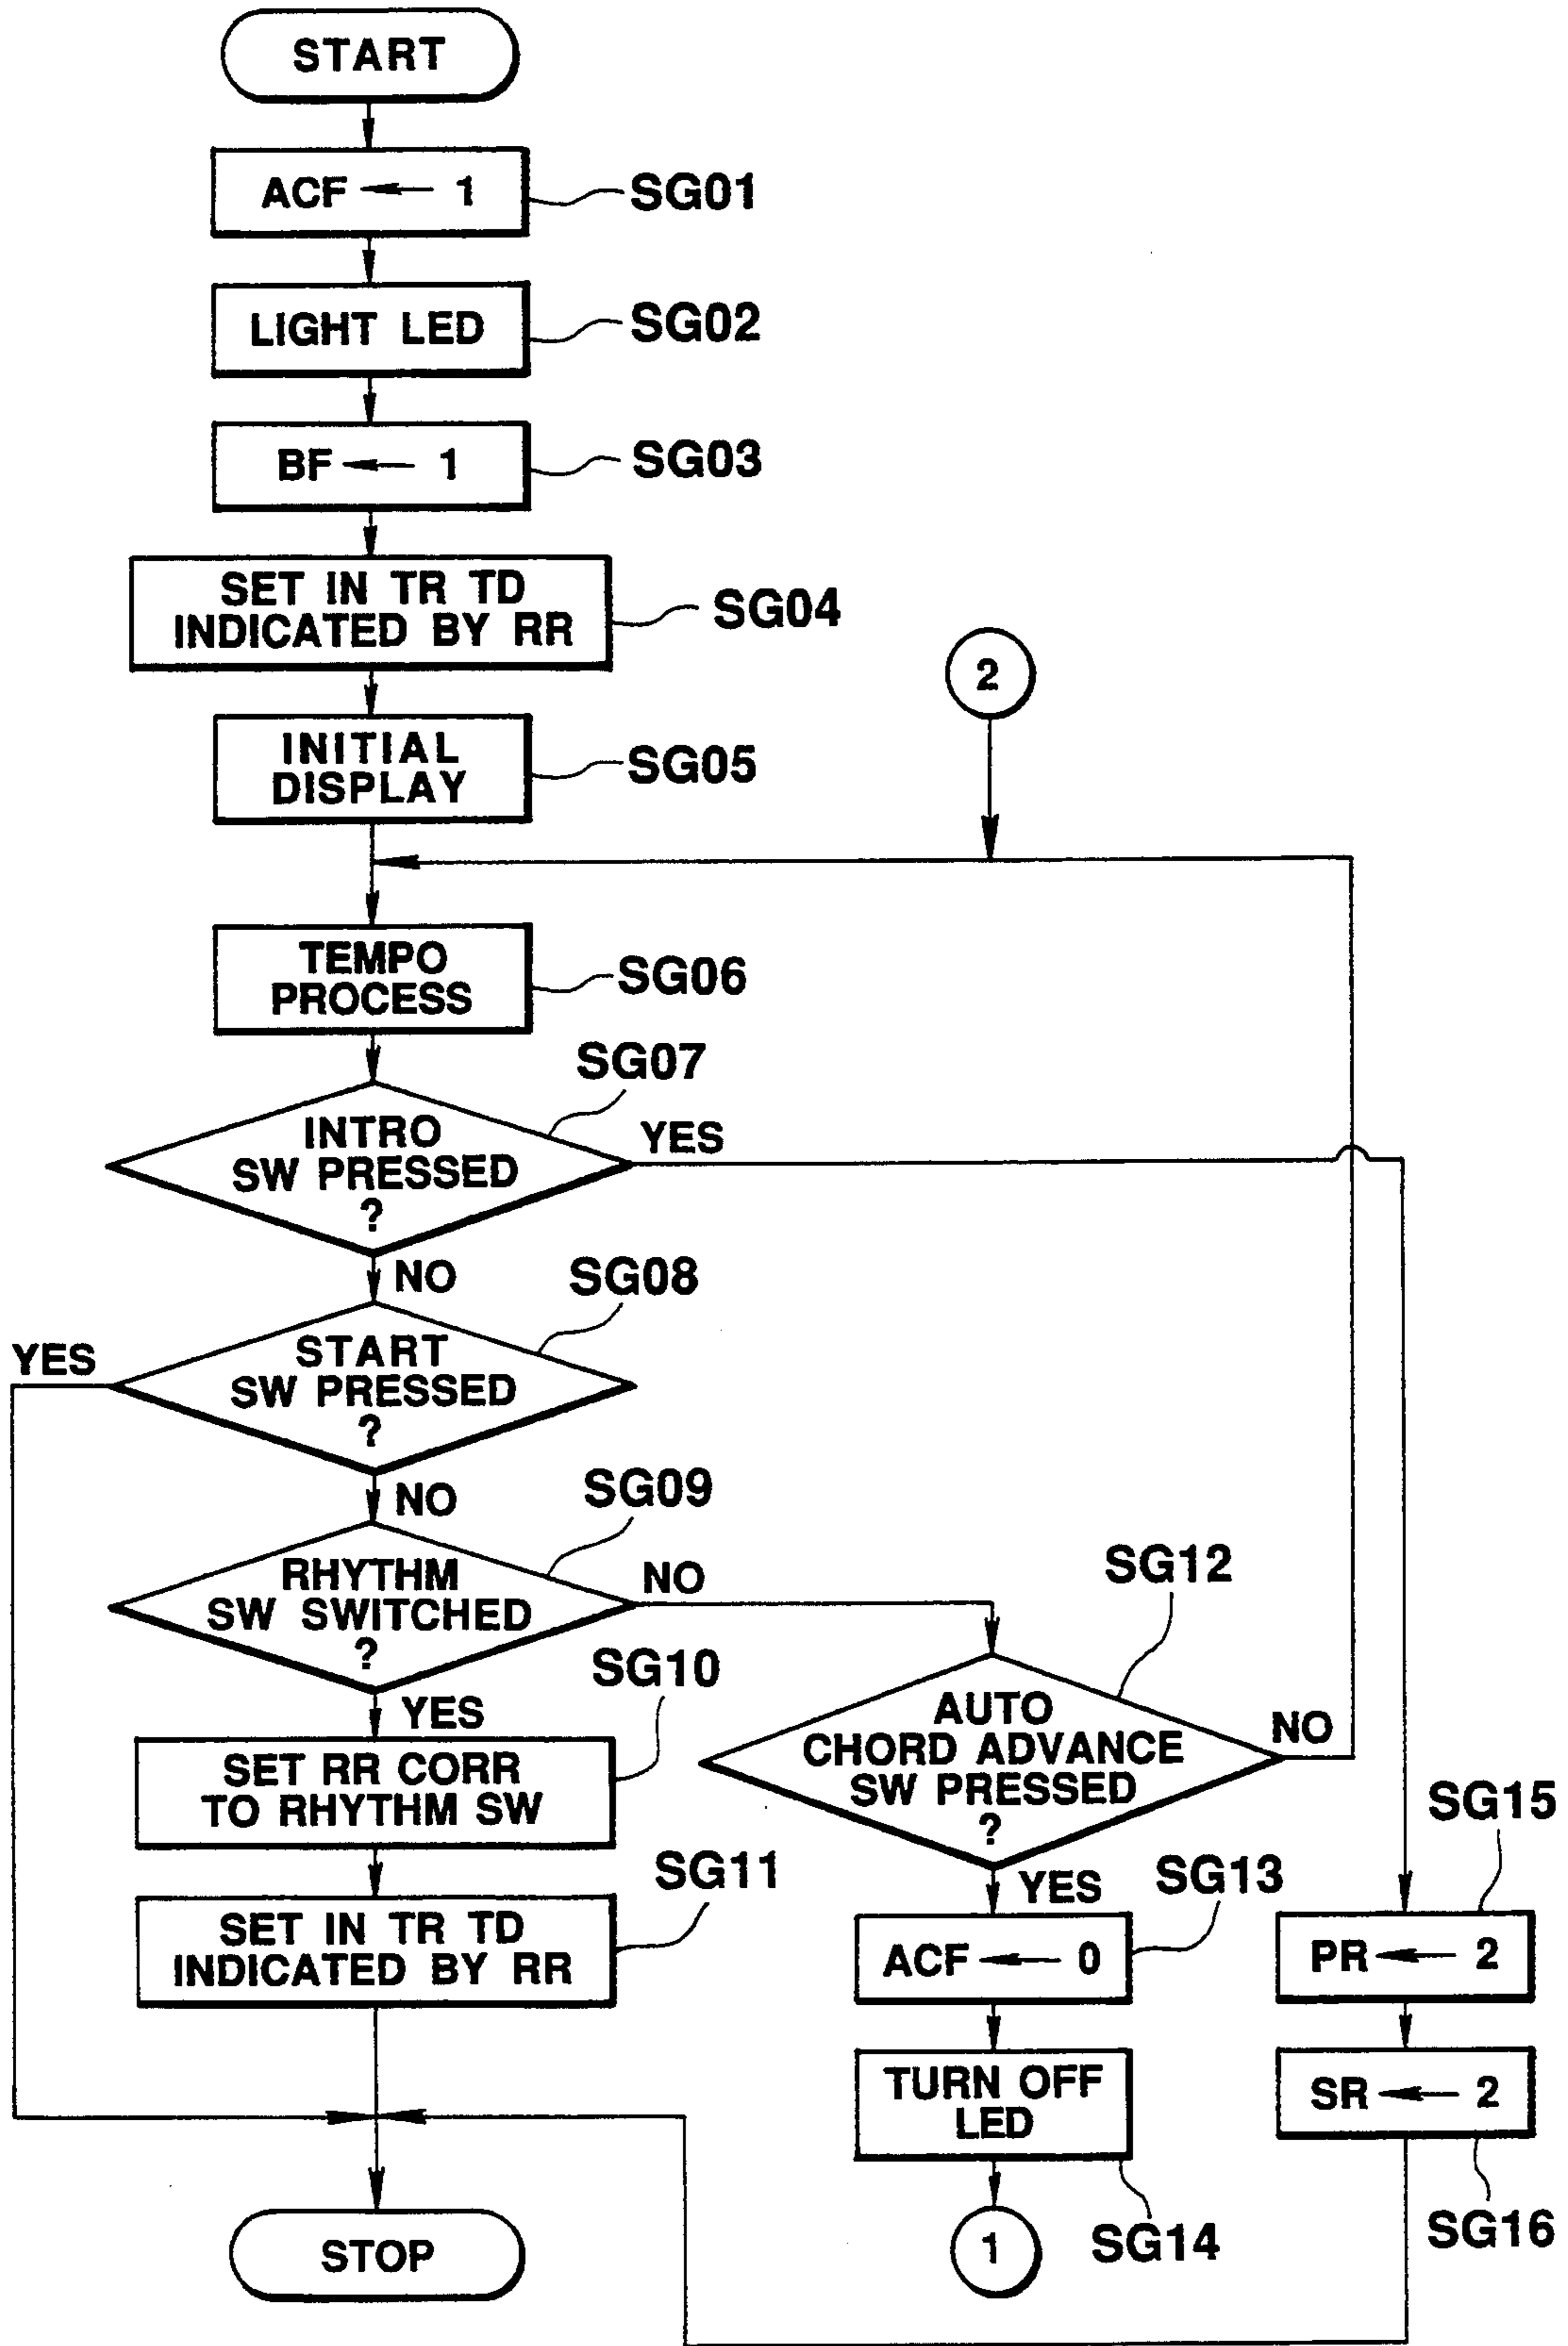 START
ACF ← 1
SG01
LIGHT LED
SG02
BF ← 1
SG03
SET IN TR TD
INDICATED BY RR
SG04
2
INITIAL
DISPLAY
SG05
TEMPO
PROCESS
SG06
SG07
INTRO
SW PRESSED
?
YES
NO
SG08
START
SW PRESSED
?
YES
NO
SG09
RHYTHM
SW SWITCHED
?
NO
YES
SG10
SET RR CORR
TO RHYTHM SW
SG11
SET IN TR TD
INDICATED BY RR
SG12
AUTO
CHORD ADVANCE
SW PRESSED
?
NO
YES
SG13
ACF ← 0
TURN OFF
LED
SG14
1
SG15
PR ← 2
SR ← 2
SG16
STOP